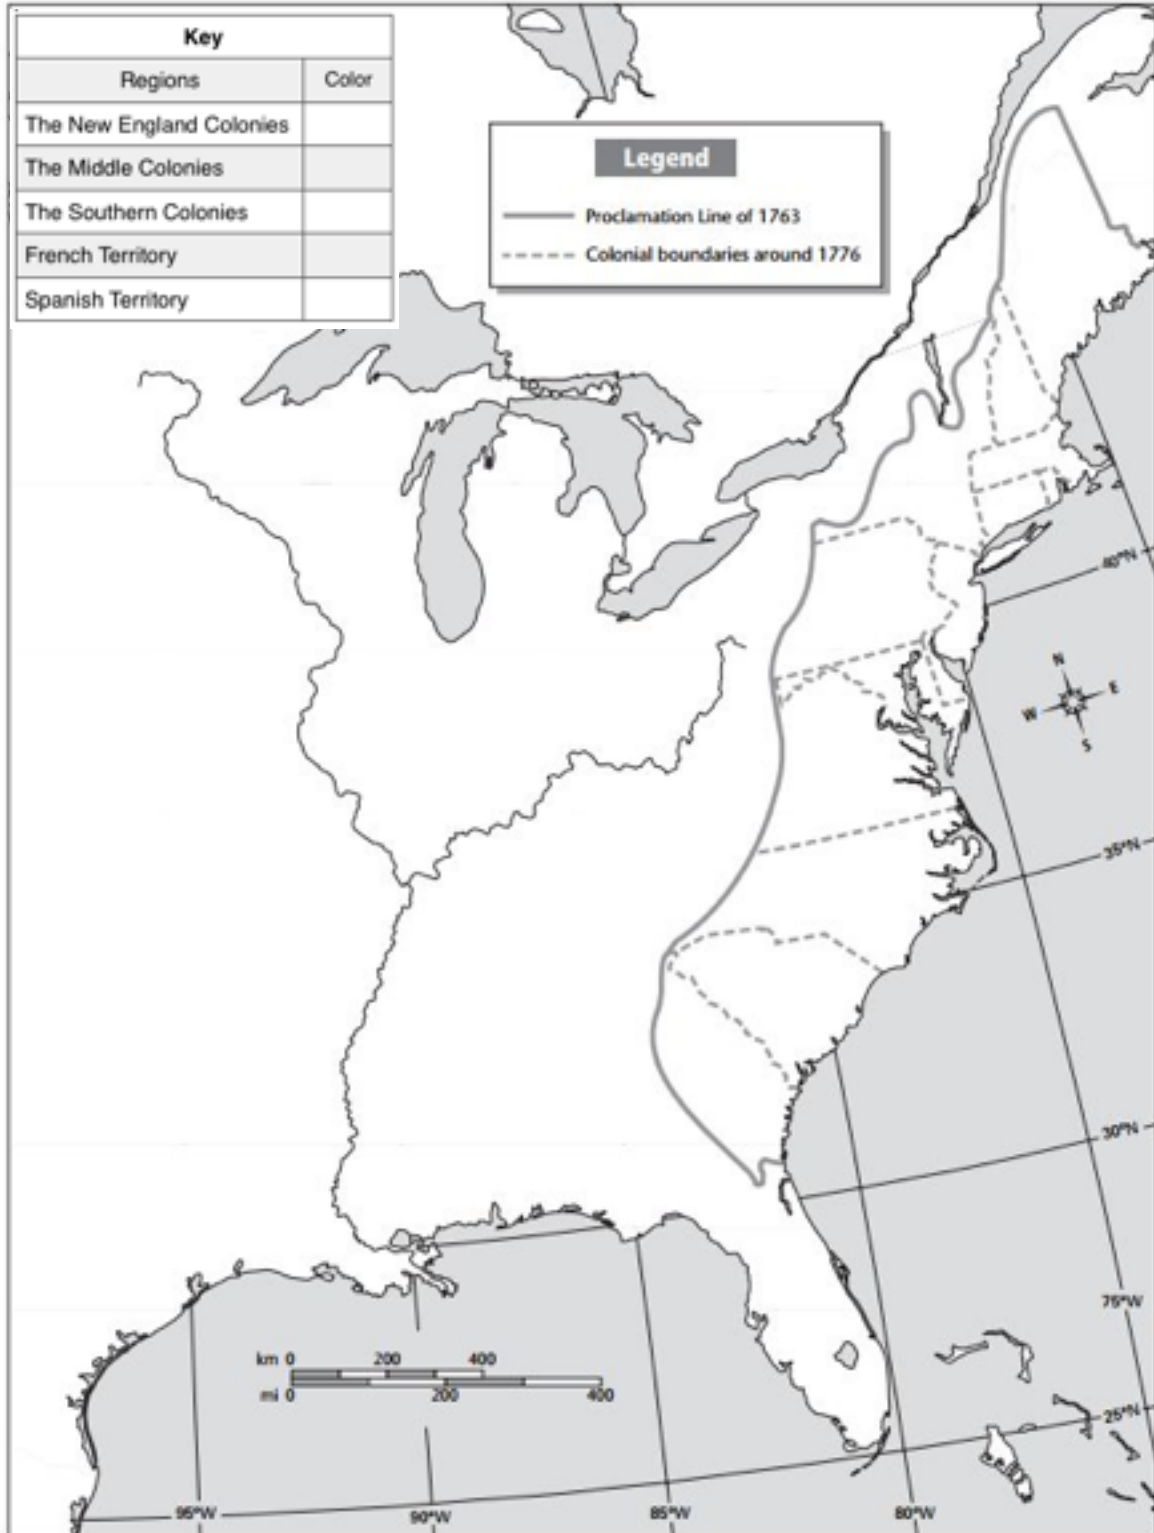 Key
Regions Color
The New England Colonies
The Middle Colonies
The Southern Colonies
French Territory
Spanish Territory
Legend
Proclamation Line of 1763
Colonial boundaries around 1776
40°N
N
W E
S
35°N
30°N
75°W
km 0 200 400
mi 0 200 400
25°N
95°W 90°W 85°W 80°W